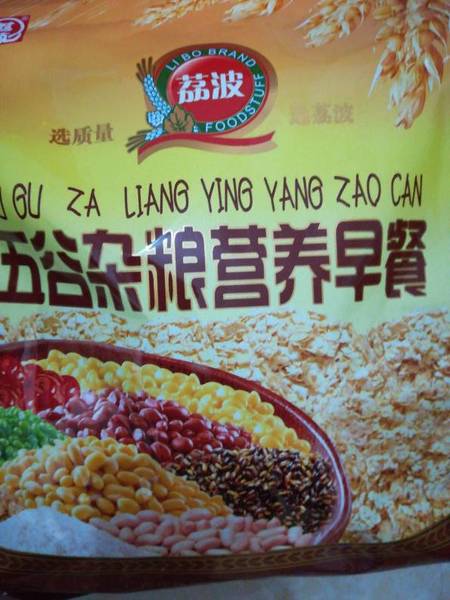 LI BO BRAND
荔波
FOODSTUFF
选质量 选荔波
GU ZA LIANG YING YANG ZAO CAN
五谷杂粮营养早餐